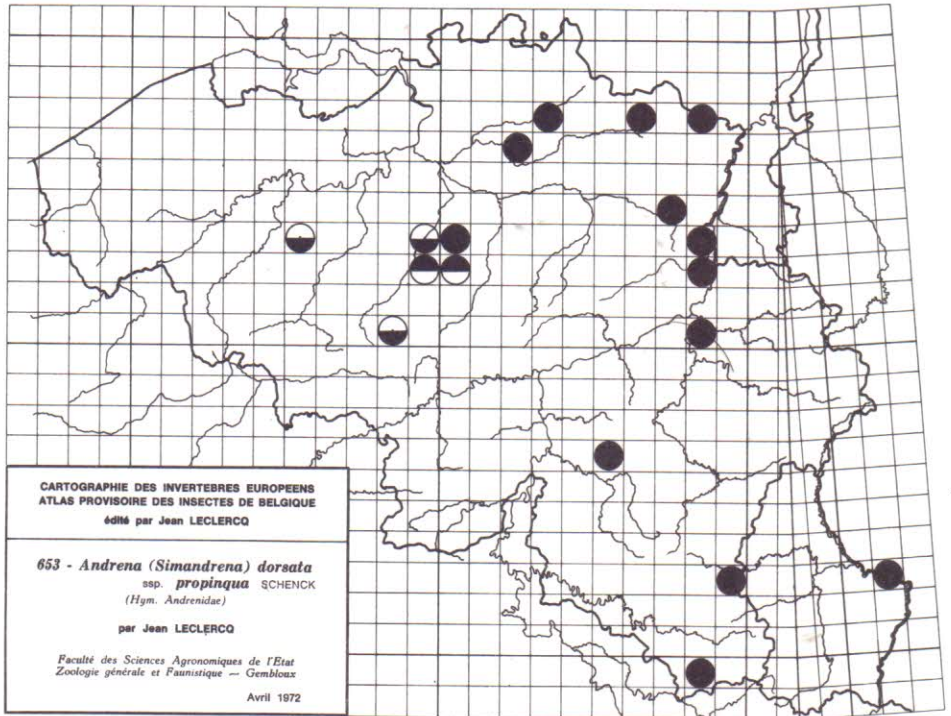 CARTOGRAPHIE DES INVERTEBRES EUROPEENS
ATLAS PROVISOIRE DES INSECTES DE BELGIQUE
édité par Jean LECLERCQ
653 - Andrena (Simandrena) dorsata
ssp. propinqua SCHENCK
(Hym. Andrenidae)
par Jean LECLERCQ
Faculté des Sciences Agronomiques de l'Etat
Zoologie générale et Faunistique — Gembloux
Avril 1972